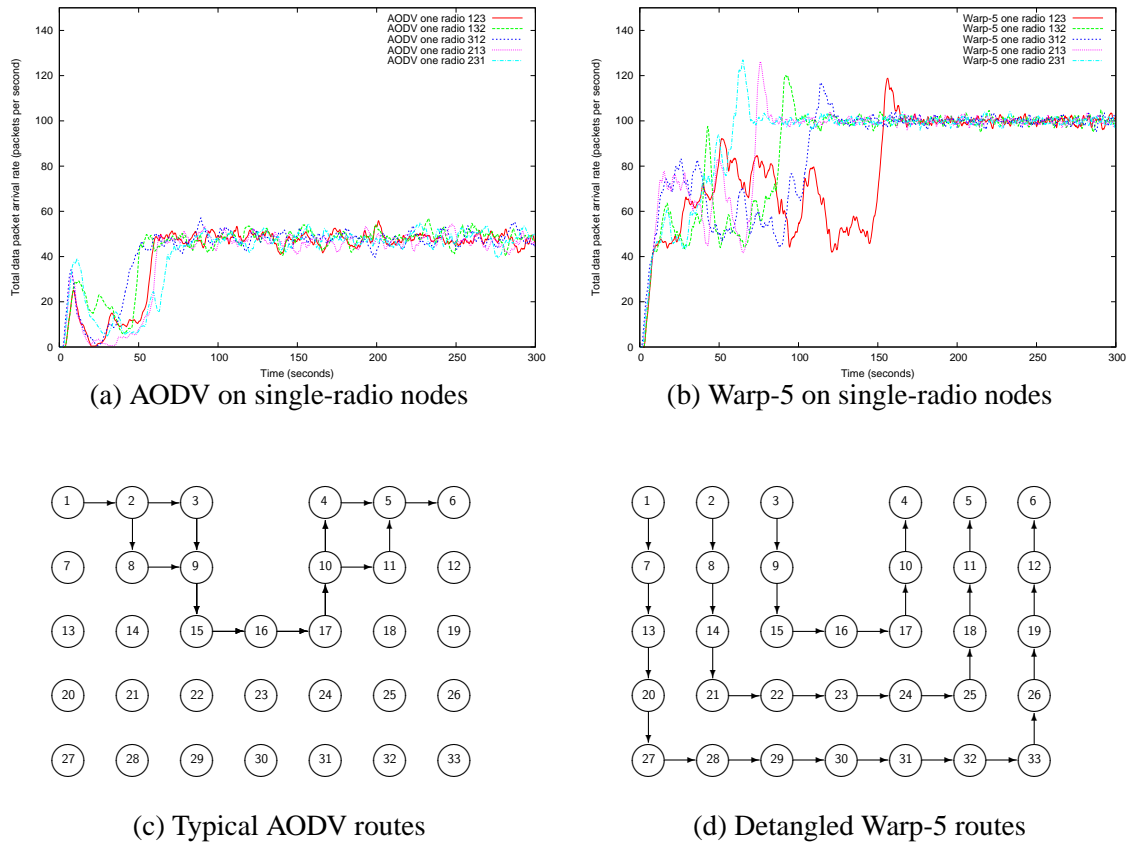 Total data packet arrival rate (packets per second)
140
120
100
80
60
40
20
0
AODV one radio 123
AODV one radio 132
AODV one radio 312
AODV one radio 213
AODV one radio 231
0 50 100 150 200 250 300
Time (seconds)
(a) AODV on single-radio nodes
Total data packet arrival rate (packets per second)
140
120
100
80
60
40
20
0
Warp-5 one radio 123
Warp-5 one radio 132
Warp-5 one radio 312
Warp-5 one radio 213
Warp-5 one radio 231
0 50 100 150 200 250 300
Time (seconds)
(b) Warp-5 on single-radio nodes
1 2 3 4 5 6
7 8 9 10 11 12
13 14 15 16 17 18 19
20 21 22 23 24 25 26
27 28 29 30 31 32 33
(c) Typical AODV routes
1 2 3 4 5 6
7 8 9 10 11 12
13 14 15 16 17 18 19
20 21 22 23 24 25 26
27 28 29 30 31 32 33
(d) Detangled Warp-5 routes